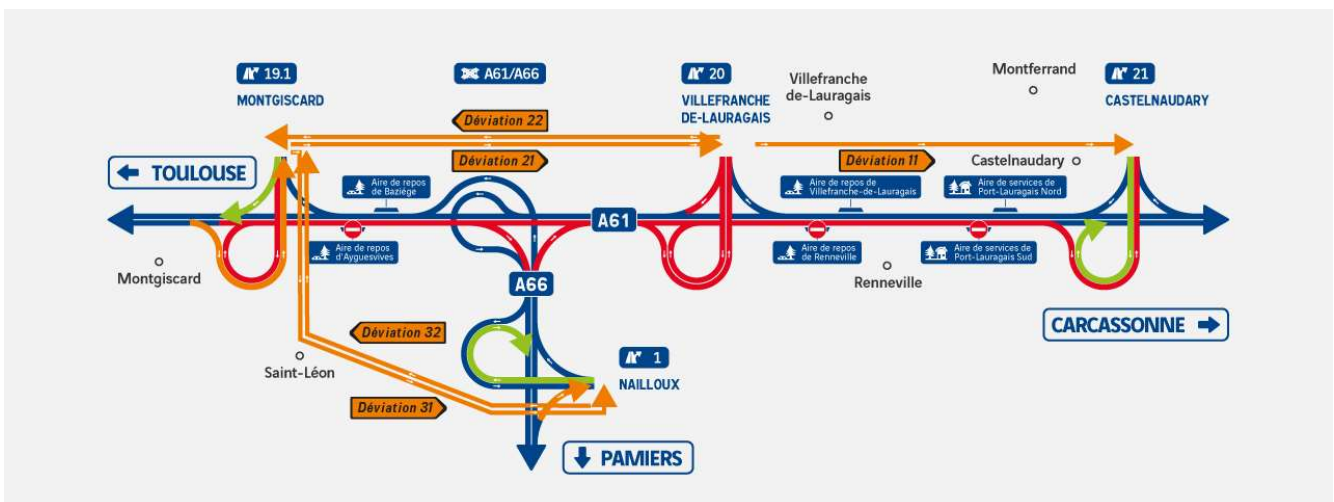 19.1
MONTGISCARD
A61/A66
20
VILLEFRANCHE
DE-LAURAGAIS
Villefranche
de-Lauragais
Montferrand
21
CASTELNAUDARY
Déviation 22
Déviation 21
Déviation 11
Castelnaudary
← TOULOUSE
Aire de repos
de Baziège
Aire de repos de
Villefranche-de-Lauragais
Aire de services de
Port-Lauragais Nord
A61
Aire de repos
d'Ayguesvives
Aire de repos
de Renneville
Aire de services de
Port-Lauragais Sud
Montgiscard
Renneville
A66
Déviation 32
CARCASSONNE →
Saint-Léon
1
NAILLOUX
Déviation 31
↓ PAMIERS